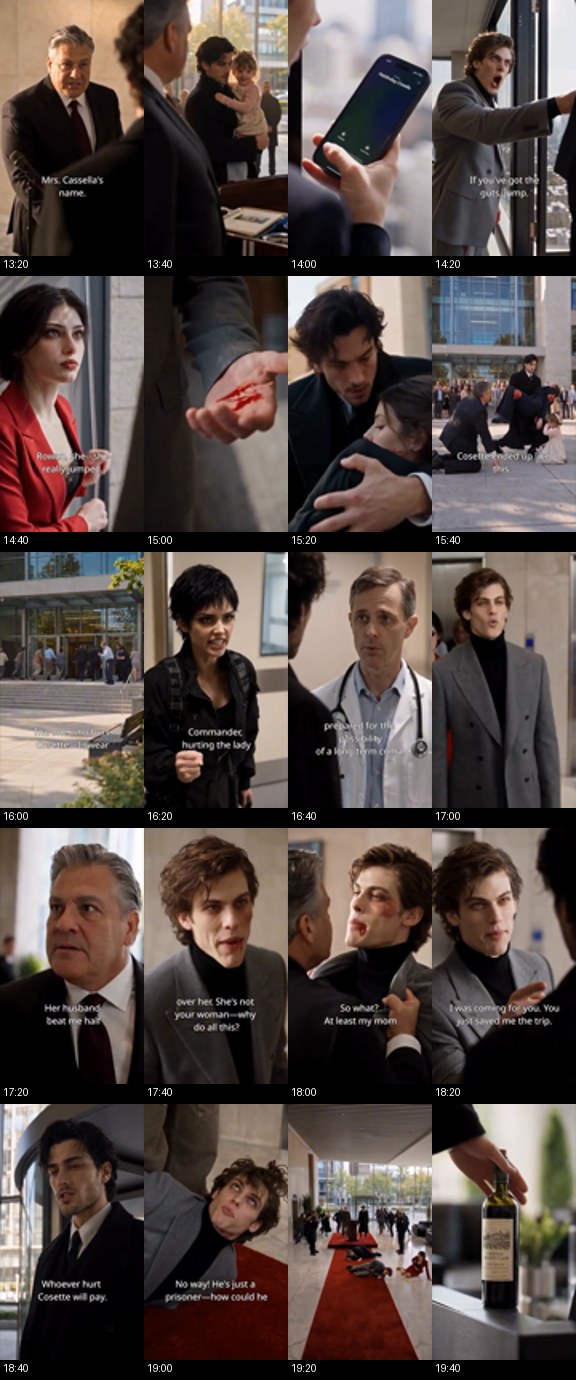 Mrs. Cassella's
name.
13:20
13:40
14:00
If you've got the
guts, jump.
14:20
really jumped
14:40
15:00
15:20
Cosette ended up like
this.
15:40
16:00
Commander,
hurting the lady
16:20
prepared for the
possibility
of a long-term coma
16:40
17:00
Her husband
beat me half
17:20
over her. She's not
your woman—why
do all this?
17:40
So what?
At least my mom
18:00
I was coming for you. You
just saved me the trip.
18:20
Whoever hurt
Cosette will pay.
18:40
No way! He's just a
prisoner—how could he
19:00
19:20
19:40